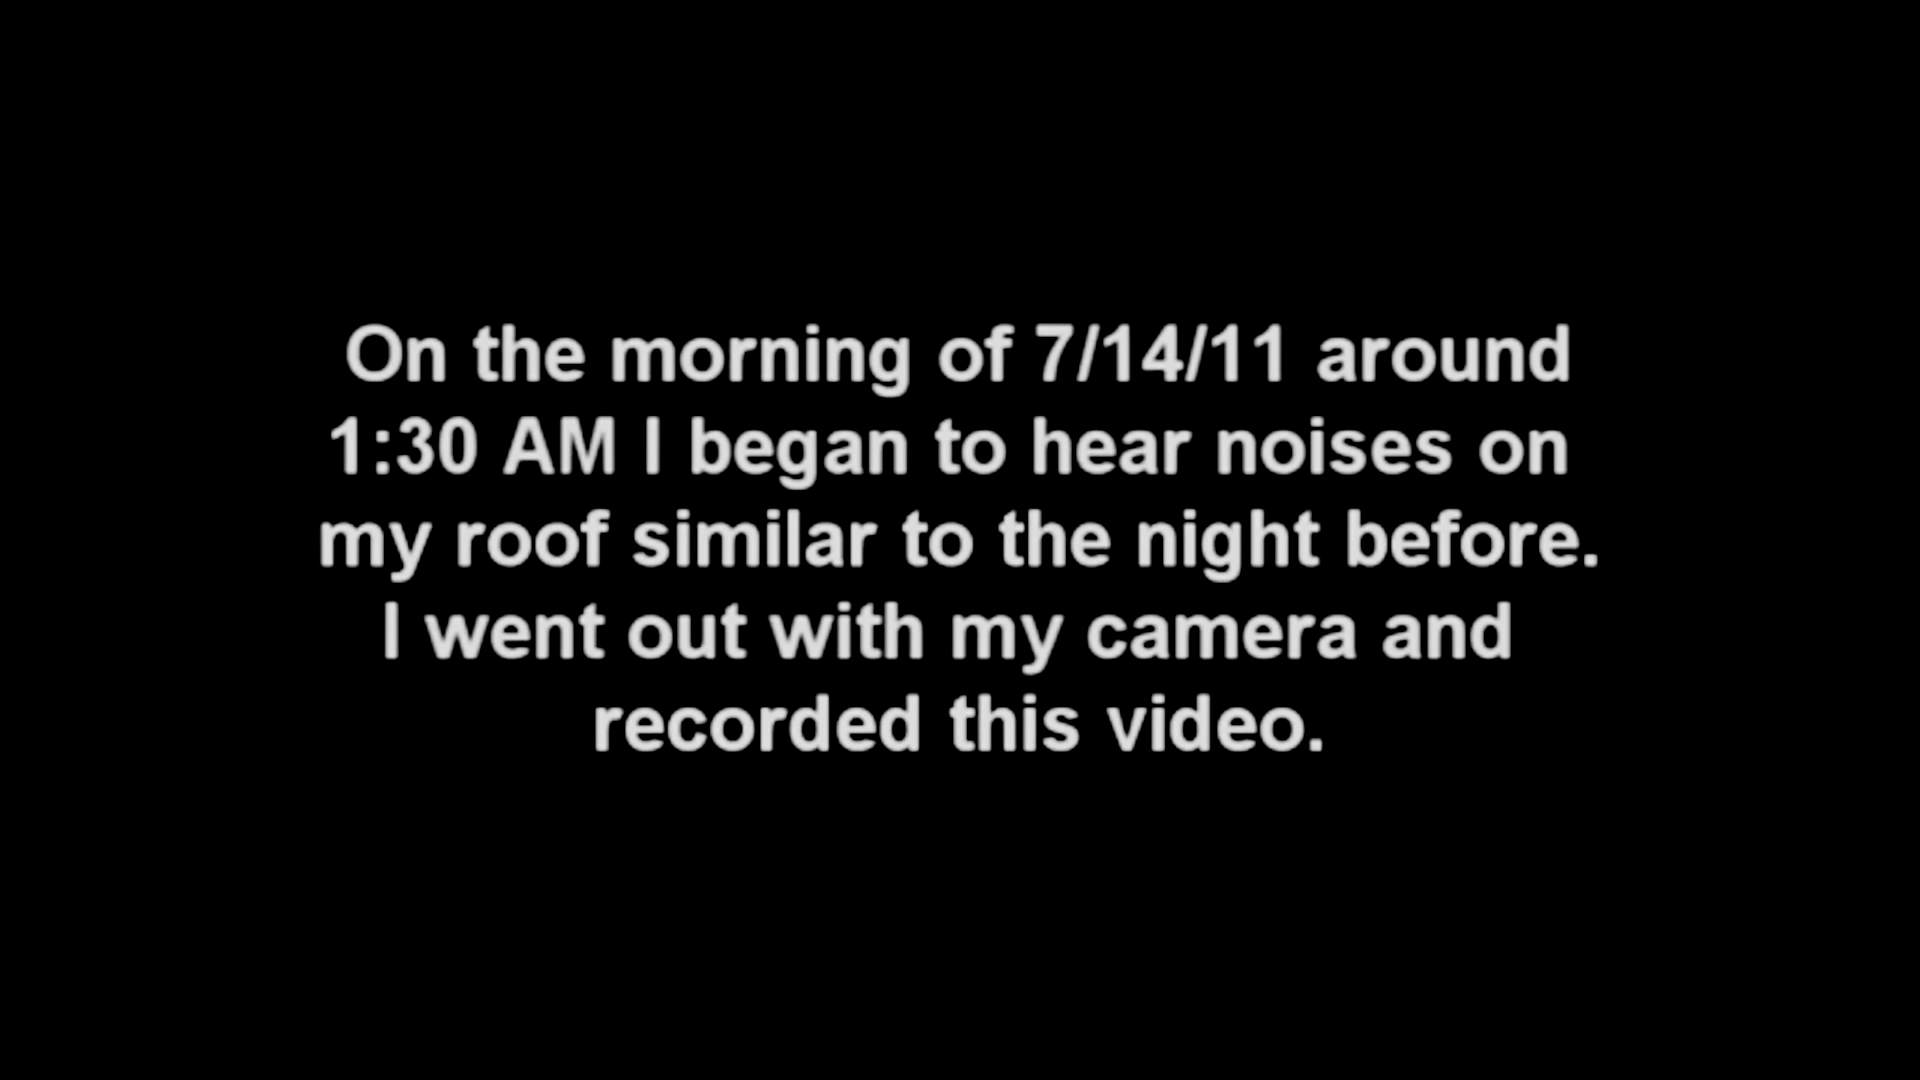 On the morning of 7/14/11 around
1:30 AM I began to hear noises on
my roof similar to the night before.
I went out with my camera and
recorded this video.